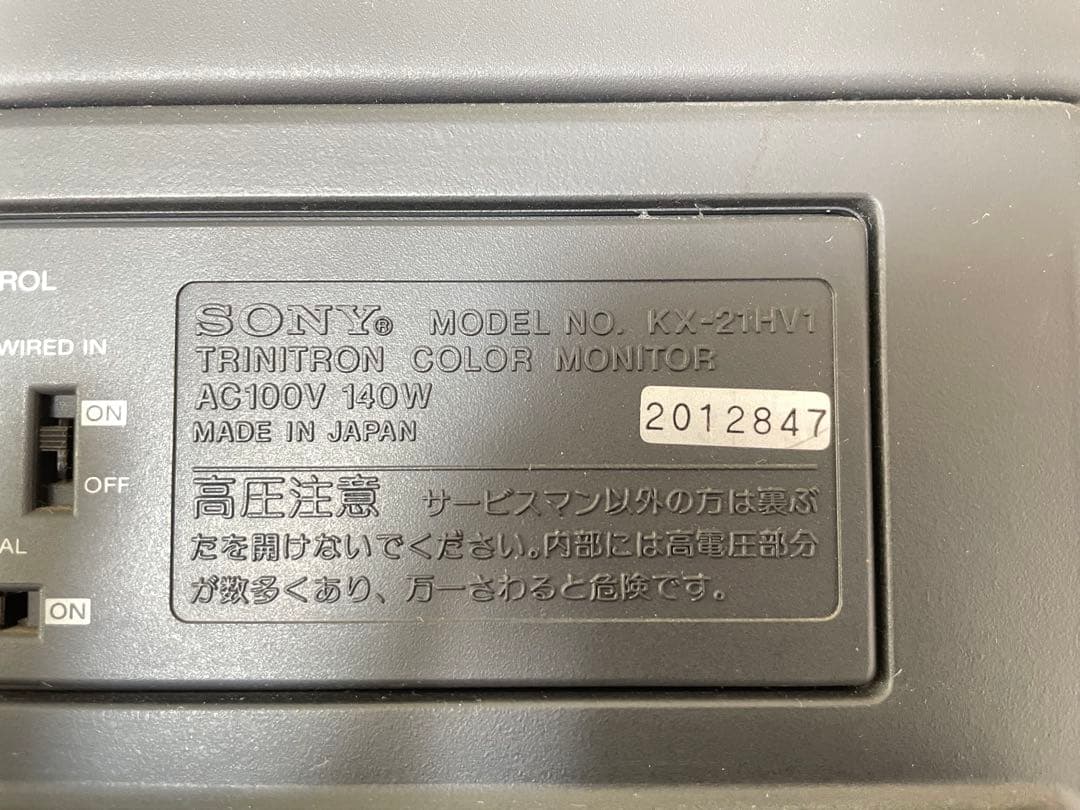 ROL
WIRED IN
ON
OFF
AL
ON
SONY® MODEL NO. KX-21HV1
TRINITRON COLOR MONITOR
AC100V 140W
MADE IN JAPAN
2012847
高圧注意 サービスマン以外の方は裏ぶ
たを開けないでください。内部には高電圧部分
が数多くあり、万一さわると危険です。